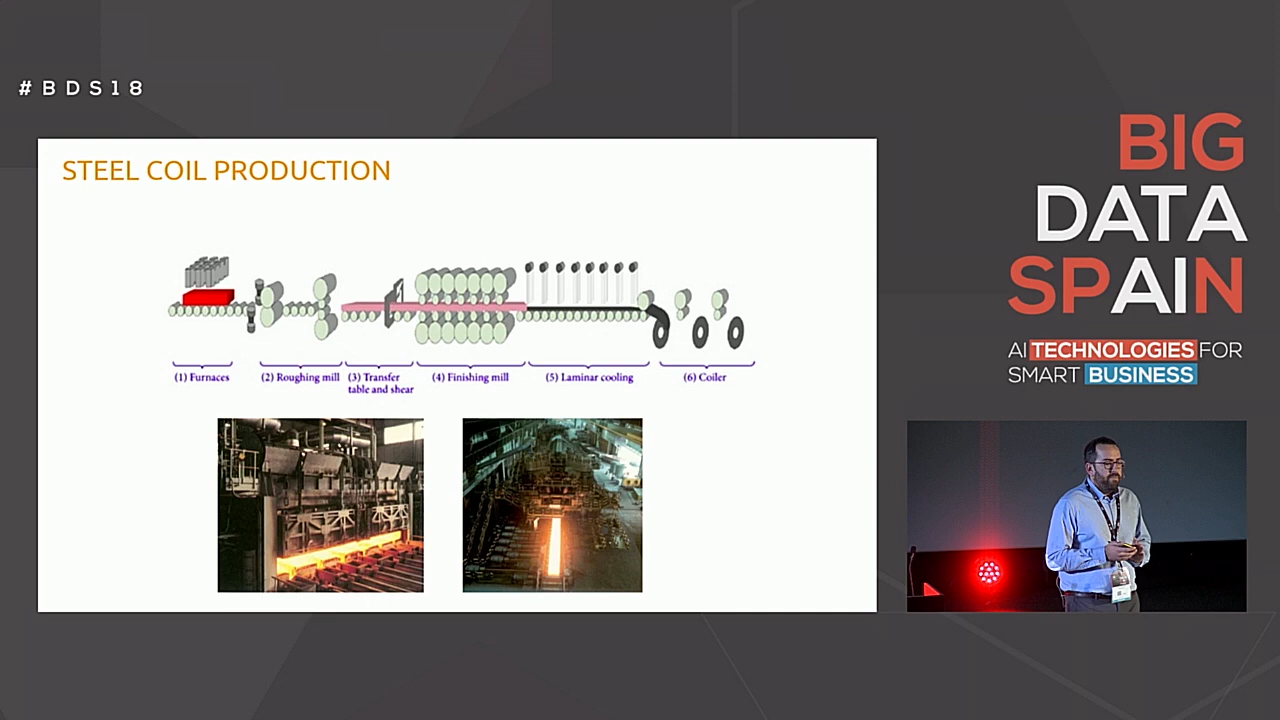 #BDS18
STEEL COIL PRODUCTION
(1) Furnaces
(2) Roughing mill
(3) Transfer
table and shear
(4) Finishing mill
(5) Laminar cooling
(6) Coiler
BIG
DATA
SPAIN
AI TECHNOLOGIES FOR
SMART BUSINESS